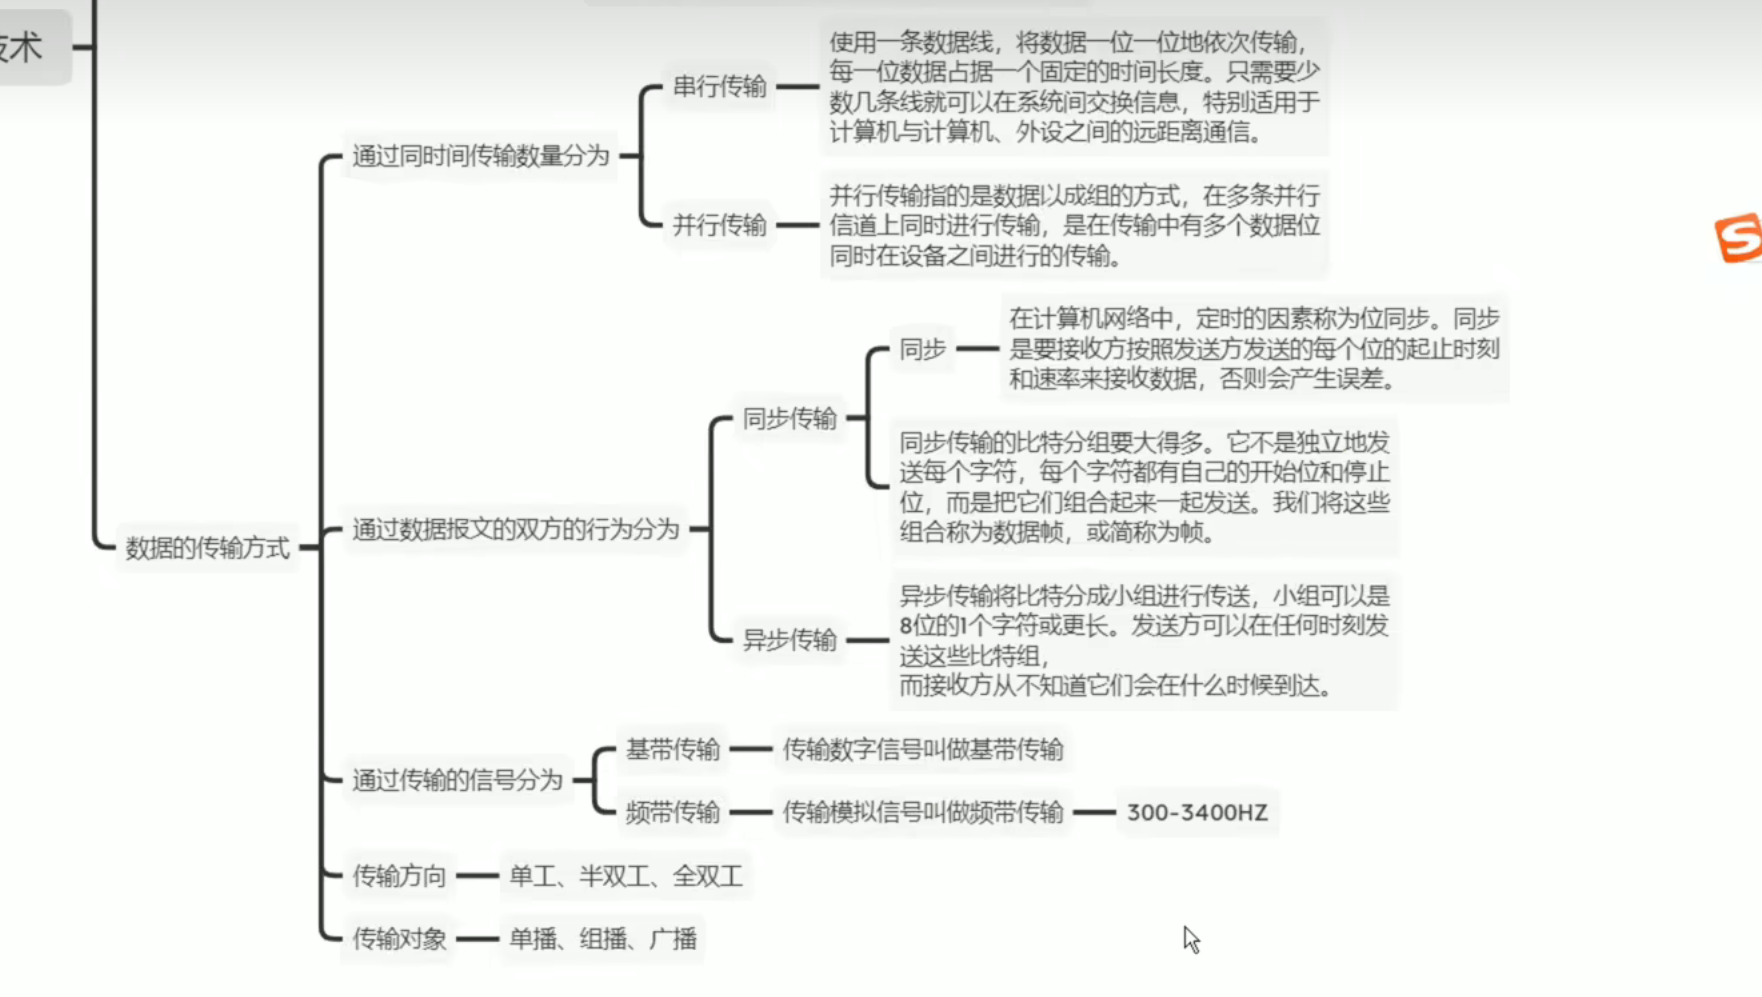 技术
使用一条数据线，将数据一位一位地依次传输，
每一位数据占据一个固定的时间长度。只需要少
数几条线就可以在系统间交换信息，特别适用于
计算机与计算机、外设之间的远距离通信。
串行传输
通过同时间传输数量分为
并行传输指的是数据以成组的方式，在多条并行
信道上同时进行传输，是在传输中有多个数据位
同时在设备之间进行的传输。
并行传输
在计算机网络中，定时的因素称为位同步。同步
是要接收方按照发送方发送的每个位的起止时刻
和速率来接收数据，否则会产生误差。
同步
同步传输
同步传输的比特分组要大得多。它不是独立地发
送每个字符，每个字符都有自己的开始位和停止
位，而是把它们组合起来一起发送。我们将这些
组合称为数据帧，或简称为帧。
通过数据报文的双方的行为分为
数据的传输方式
异步传输将比特分成小组进行传送，小组可以是
8位的1个字符或更长。发送方可以在任何时刻发
送这些比特组，
而接收方从不知道它们会在什么时候到达。
异步传输
基带传输
传输数字信号叫做基带传输
通过传输的信号分为
频带传输
传输模拟信号叫做频带传输
300-3400HZ
传输方向
单工、半双工、全双工
传输对象
单播、组播、广播
S